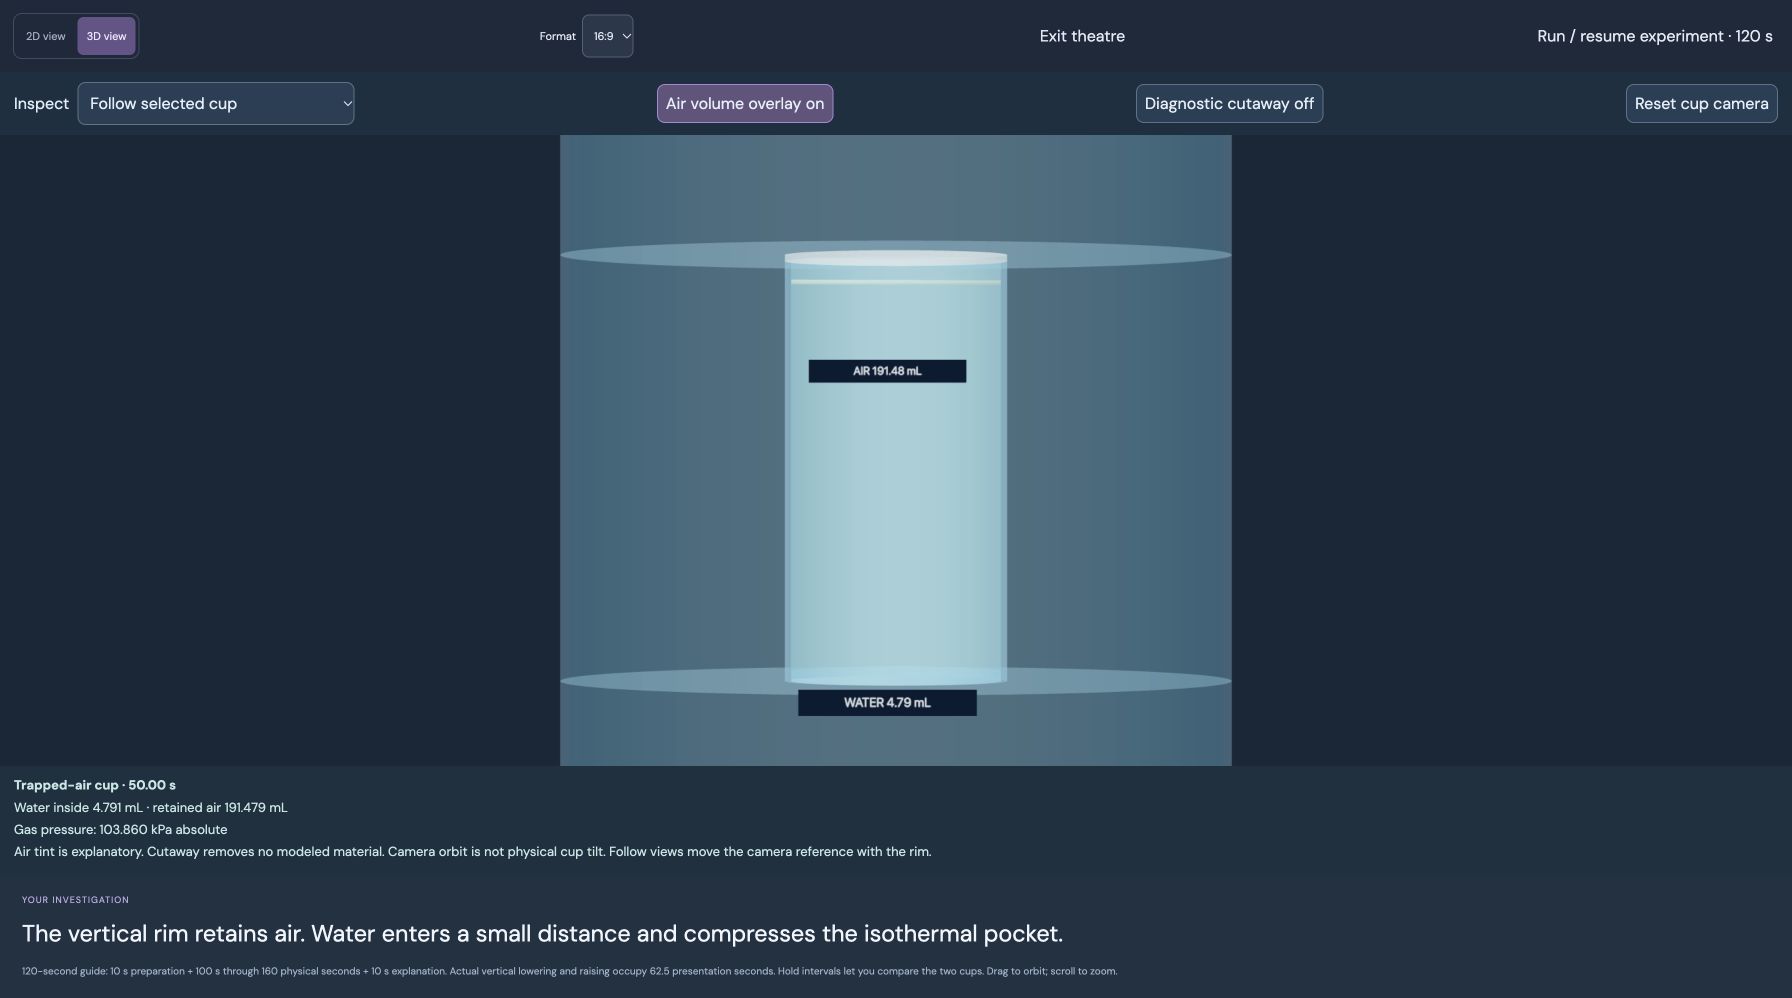 2D view 3D view Format 16:9 Exit theatre Run / resume experiment · 120 s
Inspect Follow selected cup Air volume overlay on Diagnostic cutaway off Reset cup camera
AIR 191.48 mL
WATER 4.79 mL
Trapped-air cup · 50.00 s
Water inside 4.791 mL · retained air 191.479 mL
Gas pressure: 103.860 kPa absolute
Air tint is explanatory. Cutaway removes no modeled material. Camera orbit is not physical cup tilt. Follow views move the camera reference with the rim.
YOUR INVESTIGATION
The vertical rim retains air. Water enters a small distance and compresses the isothermal pocket.
120-second guide: 10 s preparation + 100 s through 160 physical seconds + 10 s explanation. Actual vertical lowering and raising occupy 62.5 presentation seconds. Hold intervals let you compare the two cups. Drag to orbit; scroll to zoom.